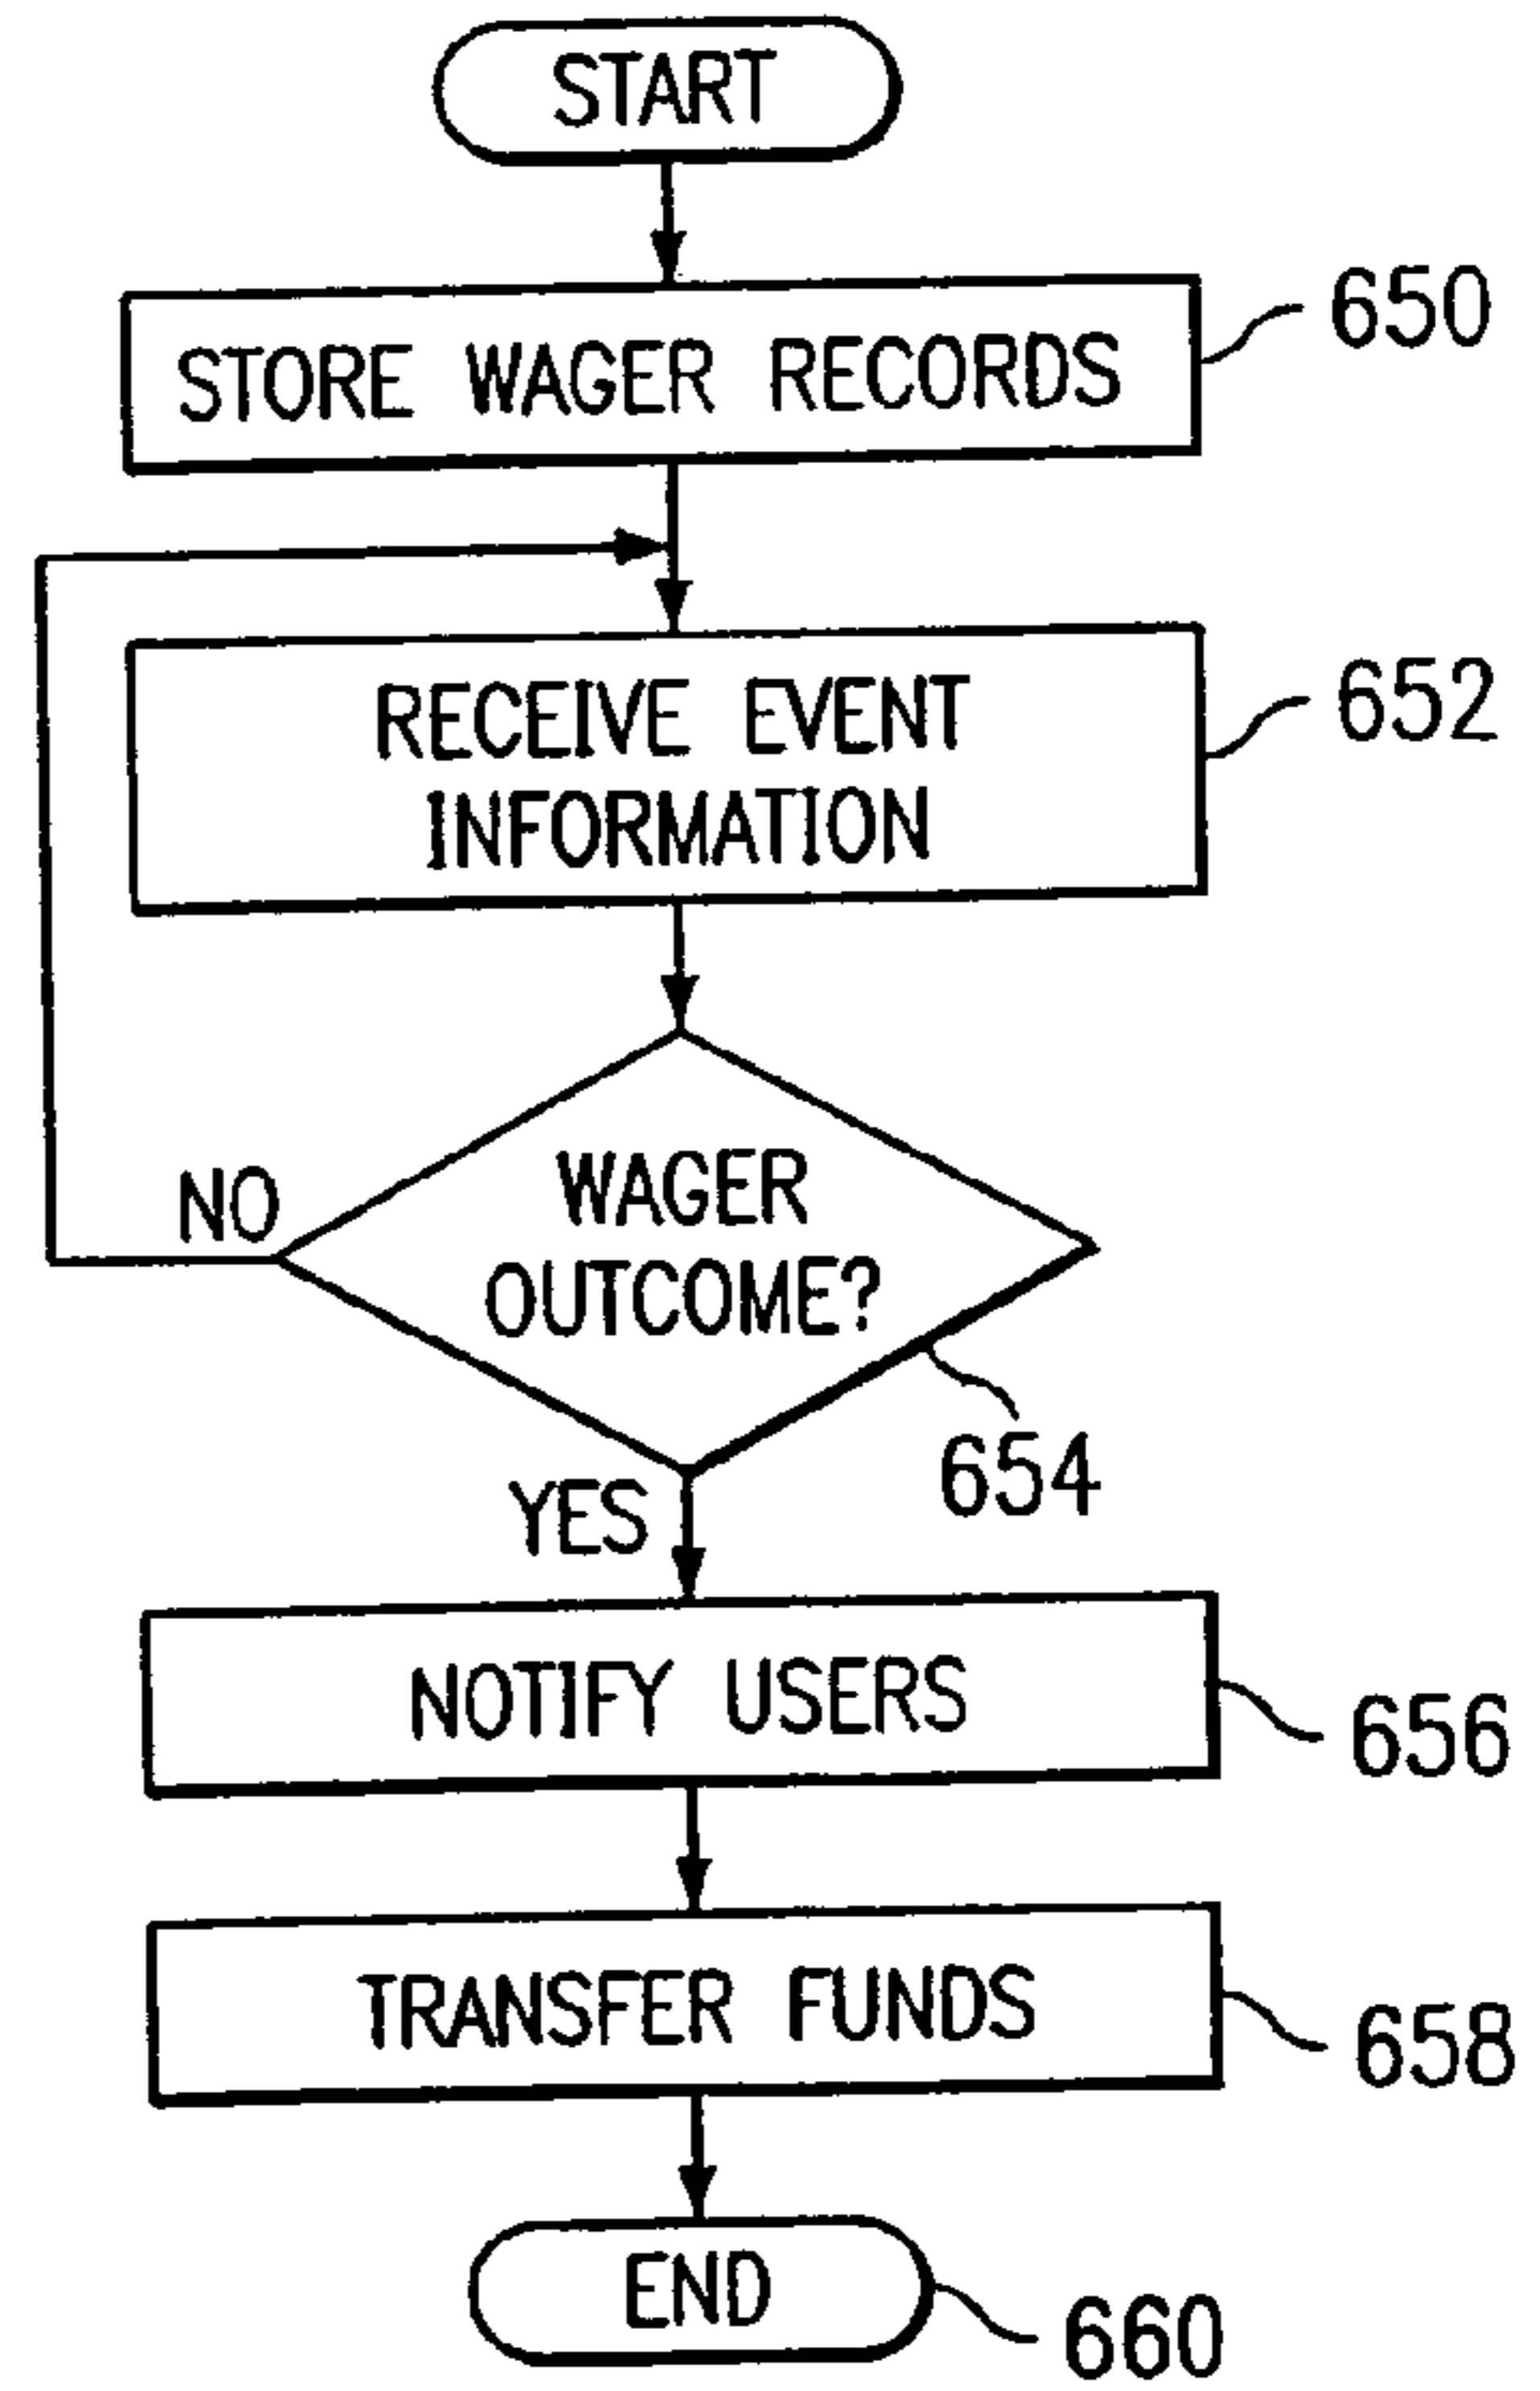 START
STORE WAGER RECORDS
650
RECEIVE EVENT
INFORMATION
652
WAGER
OUTCOME?
NO
654
YES
NOTIFY USERS
656
TRANSFER FUNDS
658
END
660